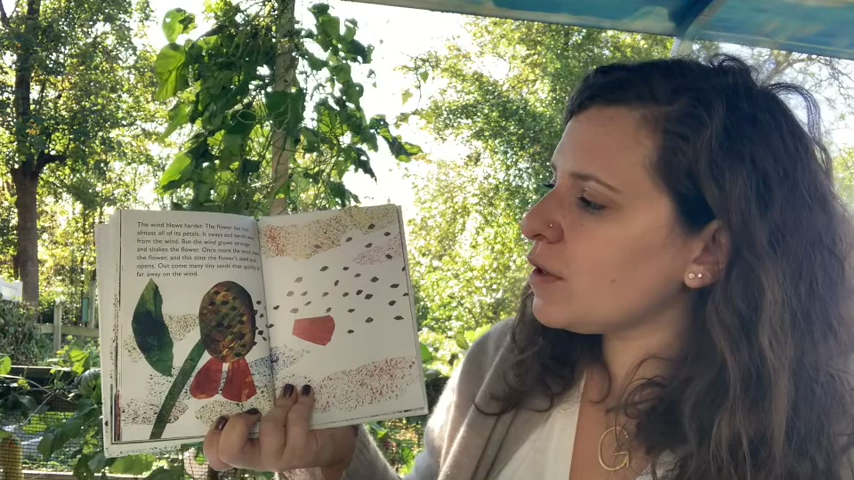 The wind blows harder. The flower has lost
almost all of its petals. It sways and bends away
from the wind. But the wind grows stronger
and shakes the flower. Once more the wind
and this time the flower's seed pod
opens. Out come many tiny seeds that quickly
far away on the wind.
G